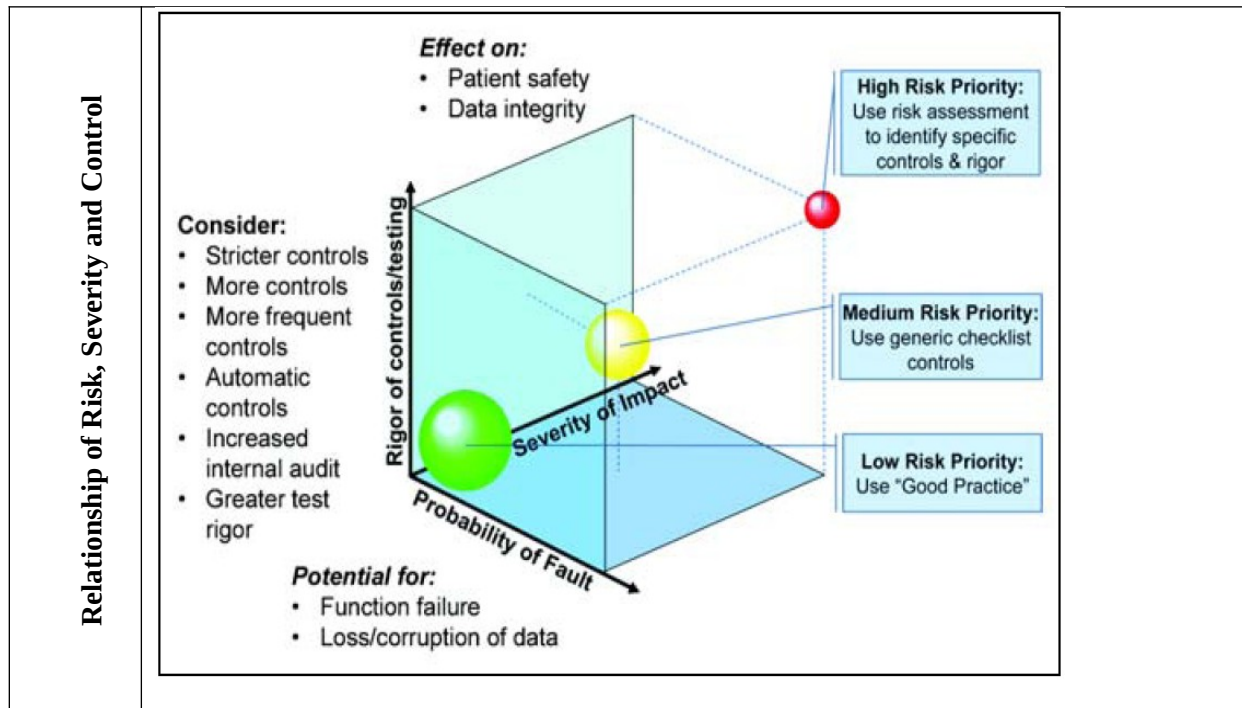 Relationship of Risk, Severity and Control
Effect on:
• Patient safety
• Data integrity
High Risk Priority:
Use risk assessment
to identify specific
controls & rigor
Consider:
• Stricter controls
• More controls
• More frequent
controls
• Automatic
controls
• Increased
internal audit
• Greater test
rigor
Rigor of controls/testing
Medium Risk Priority:
Use generic checklist
controls
Severity of Impact
Low Risk Priority:
Use “Good Practice”
Probability of Fault
Potential for:
• Function failure
• Loss/corruption of data